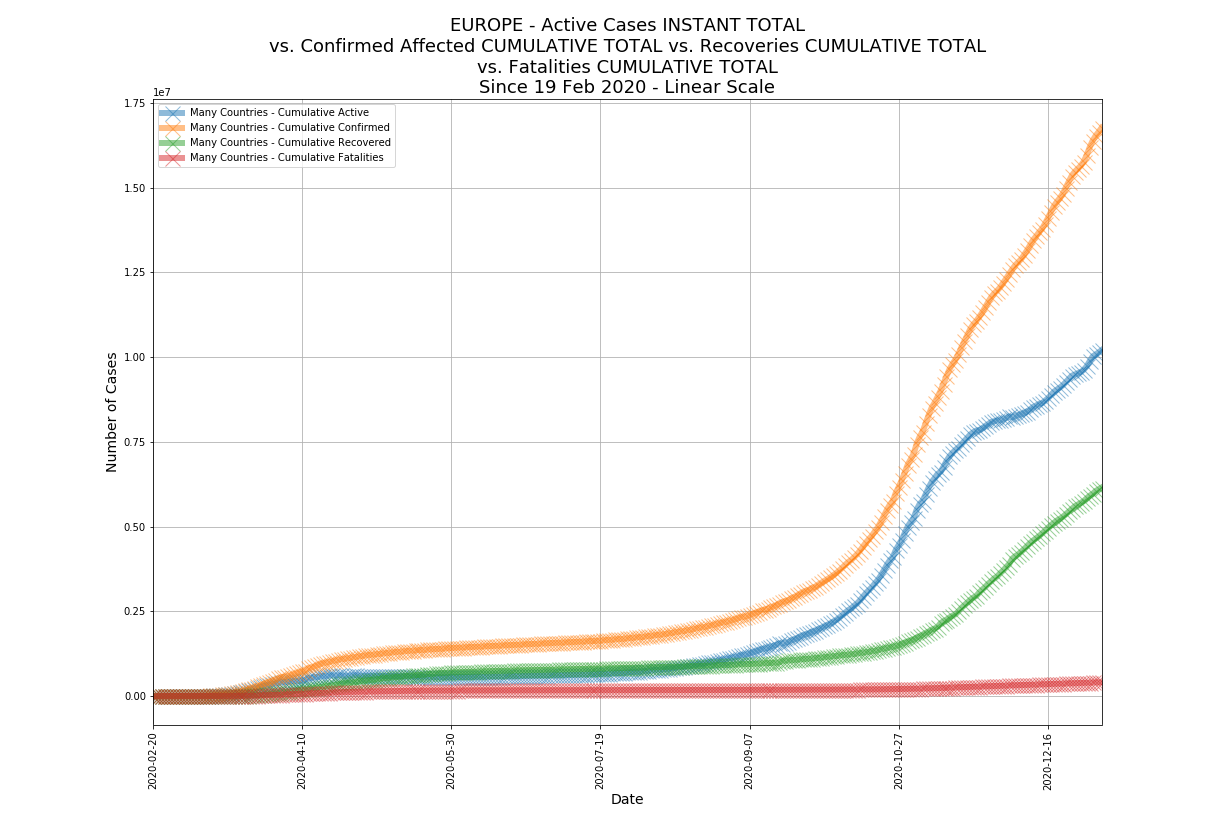 EUROPE - Active Cases INSTANT TOTAL
vs. Confirmed Affected CUMULATIVE TOTAL vs. Recoveries CUMULATIVE TOTAL
vs. Fatalities CUMULATIVE TOTAL
Since 19 Feb 2020 - Linear Scale
1e7
Many Countries - Cumulative Active
Many Countries - Cumulative Confirmed
Many Countries - Cumulative Recovered
Many Countries - Cumulative Fatalities
Number of Cases
1.75
1.50
1.25
1.00
0.75
0.50
0.25
0.00
2020-02-20
2020-04-10
2020-05-30
2020-07-19
2020-09-07
2020-10-27
2020-12-16
Date